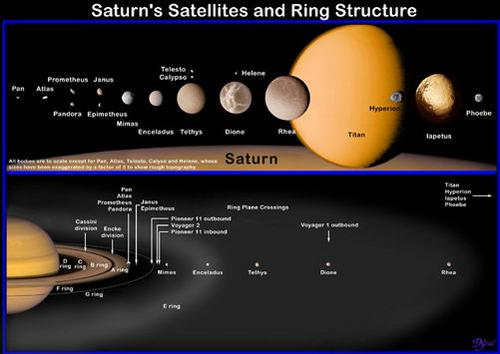 Saturn's Satellites and Ring Structure
Telesto
Calypso
Helene
Prometheus
Janus
Pan
Atlas
Pandora
Epimetheus
Mimas
Enceladus
Tethys
Dione
Rhea
Titan
Hyperion
Iapetus
Phoebe
All bodies are to scale except for Pan, Atlas, Telesto, Calypso and Helene, whose
sizes have been exaggerated by a factor of 5 to show rough topography.
Saturn
Pan
Atlas
Prometheus
Pandora
Janus
Epimetheus
Cassini
division
Encke
division
Pioneer 11 outbound
Voyager 2
Pioneer 11 inbound
Ring Plane Crossings
Voyager 1 outbound
Titan
Hyperion
Iapetus
Phoebe
D
ring
C
ring
B ring
A ring
F ring
G ring
E ring
Mimas
Enceladus
Tethys
Dione
Rhea